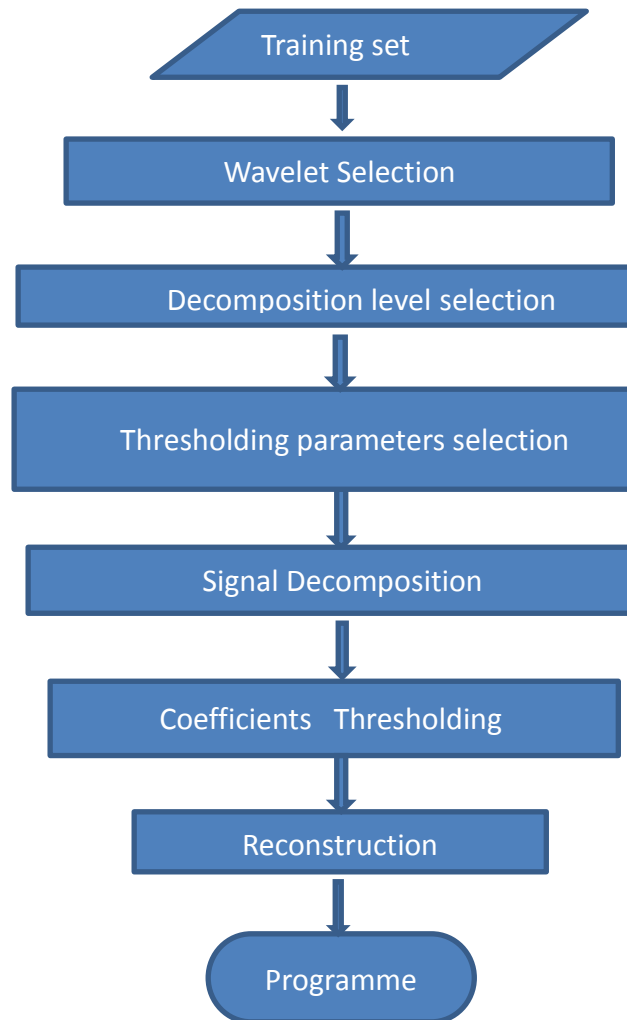 Training set
Wavelet Selection
Decomposition level selection
Thresholding parameters selection
Signal Decomposition
Coefficients Thresholding
Reconstruction
Programme